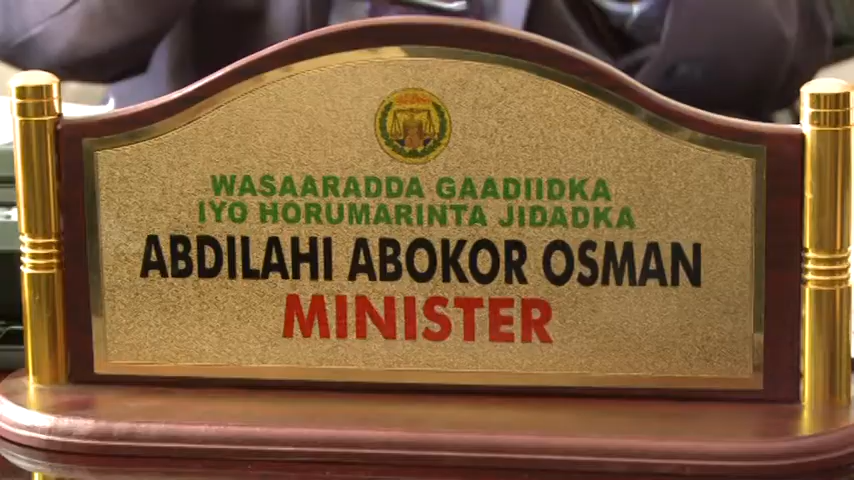 WASAARADDA GAADIIDKA
IYO HORUMARINTA JIDADKA
ABDILAHI ABOKOR OSMAN
MINISTER